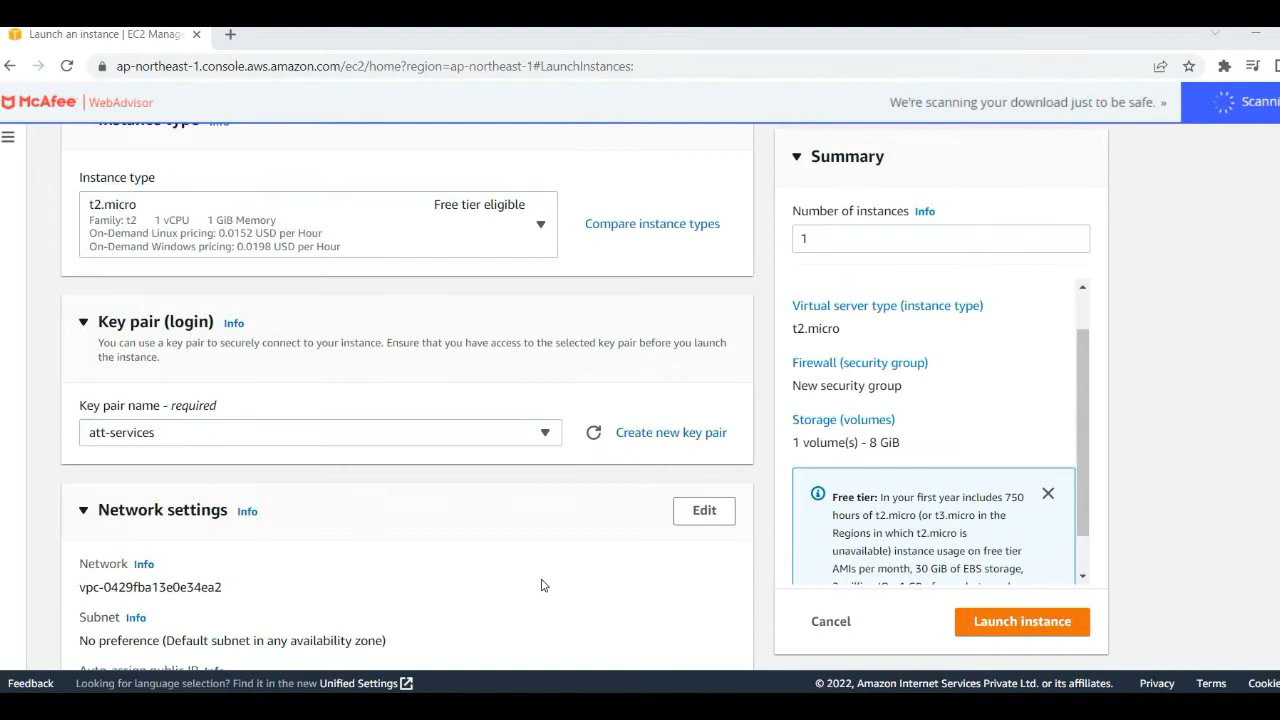 Launch an instance | EC2 Manag
ap-northeast-1.console.aws.amazon.com/ec2/home?region=ap-northeast-1#LaunchInstances:
McAfee | WebAdvisor
We're scanning your download just to be safe. »
Scanni
Instance type Info
Instance type
t2.micro Free tier eligible
Family: t2 1 vCPU 1 GiB Memory
On-Demand Linux pricing: 0.0152 USD per Hour
On-Demand Windows pricing: 0.0198 USD per Hour
Compare instance types
Key pair (login) Info
You can use a key pair to securely connect to your instance. Ensure that you have access to the selected key pair before you launch
the instance.
Key pair name - required
att-services
Create new key pair
Network settings Info
Edit
Network Info
vpc-0429fba13e0e34ea2
Subnet Info
No preference (Default subnet in any availability zone)
Auto-assign public IP Info
Summary
Number of instances Info
1
Virtual server type (instance type)
t2.micro
Firewall (security group)
New security group
Storage (volumes)
1 volume(s) - 8 GiB
Free tier: In your first year includes 750
hours of t2.micro (or t3.micro in the
Regions in which t2.micro is
unavailable) instance usage on free tier
AMIs per month, 30 GiB of EBS storage,
Cancel
Launch instance
Feedback
Looking for language selection? Find it in the new Unified Settings
© 2022, Amazon Internet Services Private Ltd. or its affiliates.
Privacy
Terms
Cookie